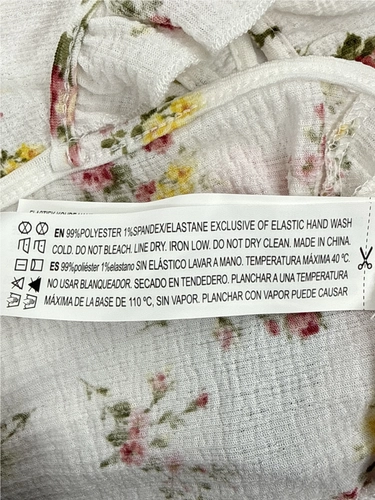 EN 99%POLYESTER 1%SPANDEX/ELASTANE EXCLUSIVE OF ELASTIC HAND WASH
COLD. DO NOT BLEACH. LINE DRY. IRON LOW. DO NOT DRY CLEAN. MADE IN CHINA.
ES 99%poliéster 1%elastano SIN ELÁSTICO LAVAR A MANO. TEMPERATURA MÁXIMA 40 ºC.
NO USAR BLANQUEADOR. SECADO EN TENDEDERO. PLANCHAR A UNA TEMPERATURA
MÁXIMA DE LA BASE DE 110 ºC, SIN VAPOR. PLANCHAR CON VAPOR PUEDE CAUSAR